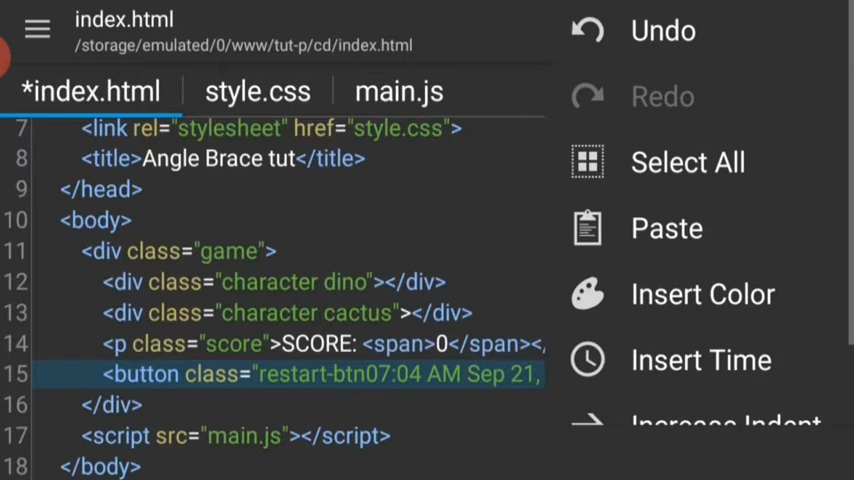 index.html
/storage/emulated/0/www/tut-p/cd/index.html
*index.html
style.css
main.js
7 <link rel="stylesheet" href="style.css">
8 <title>Angle Brace tut</title>
9 </head>
10 <body>
11 <div class="game">
12 <div class="character dino"></div>
13 <div class="character cactus"></div>
14 <p class="score">SCORE: <span>0</span></
15 <button class="restart-btn07:04 AM Sep 21,
16 </div>
17 <script src="main.js"></script>
18 </body>
Undo
Redo
Select All
Paste
Insert Color
Insert Time
Increase Indent